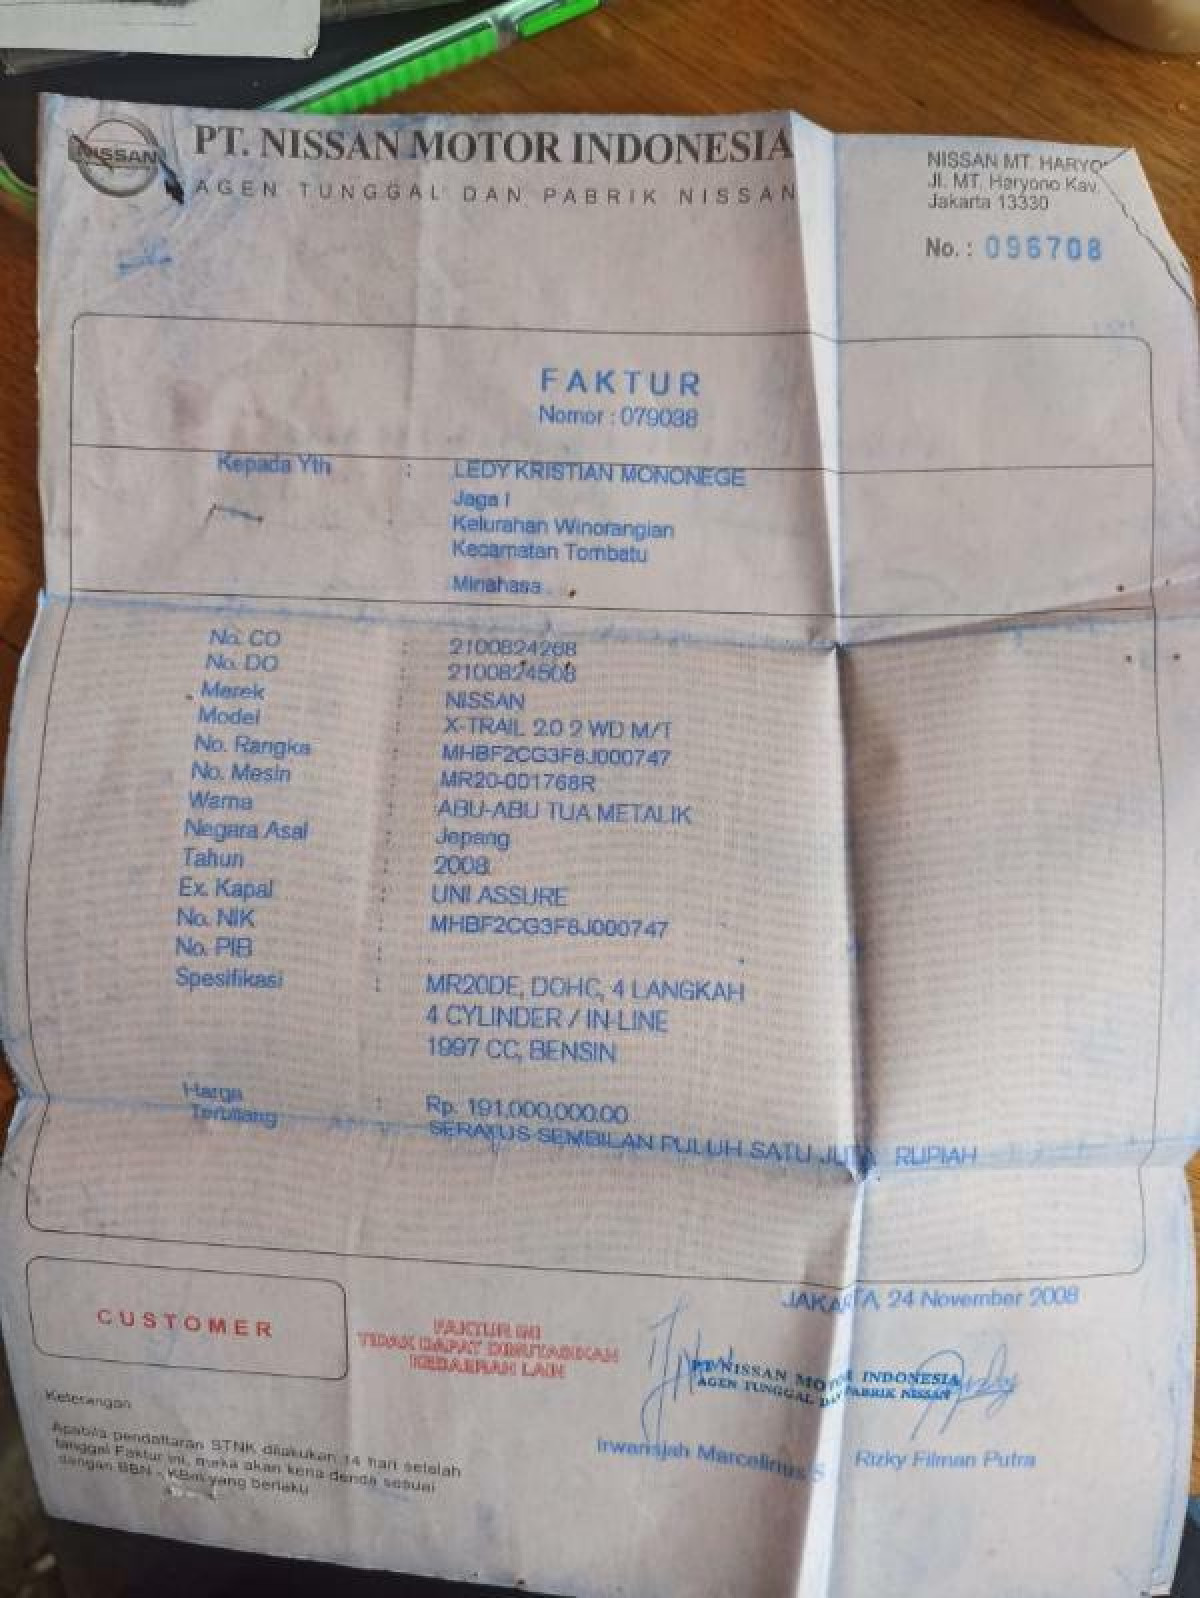 NISSAN
PT. NISSAN MOTOR INDONESIA
AGEN TUNGGAL DAN PABRIK NISSAN
NISSAN MT. HARYO
Jl. MT. Haryono Kav.
Jakarta 13330
No. : 096708
FAKTUR
Nomor : 079038
Kepada Yth : LEDY KRISTIAN MONONEGE
Jaga I
Kelurahan Winorangian
Kecamatan Tombatu
Minahasa
No. CO : 2100824268
No. DO : 2100824508
Merek : NISSAN
Model : X-TRAIL 2.0 2 WD M/T
No. Rangka : MHBF2CG3F8J000747
No. Mesin : MR20-001768R
Warna : ABU-ABU TUA METALIK
Negara Asal : Jepang
Tahun : 2008
Ex. Kapal : UNI ASSURE
No. NIK : MHBF2CG3F8J000747
No. PIB :
Spesifikasi : MR20DE, DOHC, 4 LANGKAH
4 CYLINDER / IN-LINE
1997 CC, BENSIN
Harga : Rp. 191.000.000.00
Terbilang SERATUS SEMBILAN PULUH SATU JUTA RUPIAH
JAKARTA, 24 November 2008
CUSTOMER
FAKTUR INI
TIDAK DAPAT DIMUTASIKAN
KEDAERAH LAIN
PT NISSAN MOTOR INDONESIA
AGEN TUNGGAL DAN PABRIK NISSAN
Irwansjah Marcelinus S Rizky Filman Putra
Keterangan
Apabila pendaftaran STNK dilakukan 14 hari setelah
tanggal Faktur ini, maka akan kena denda sesuai
dengan BBN - KB yang berlaku